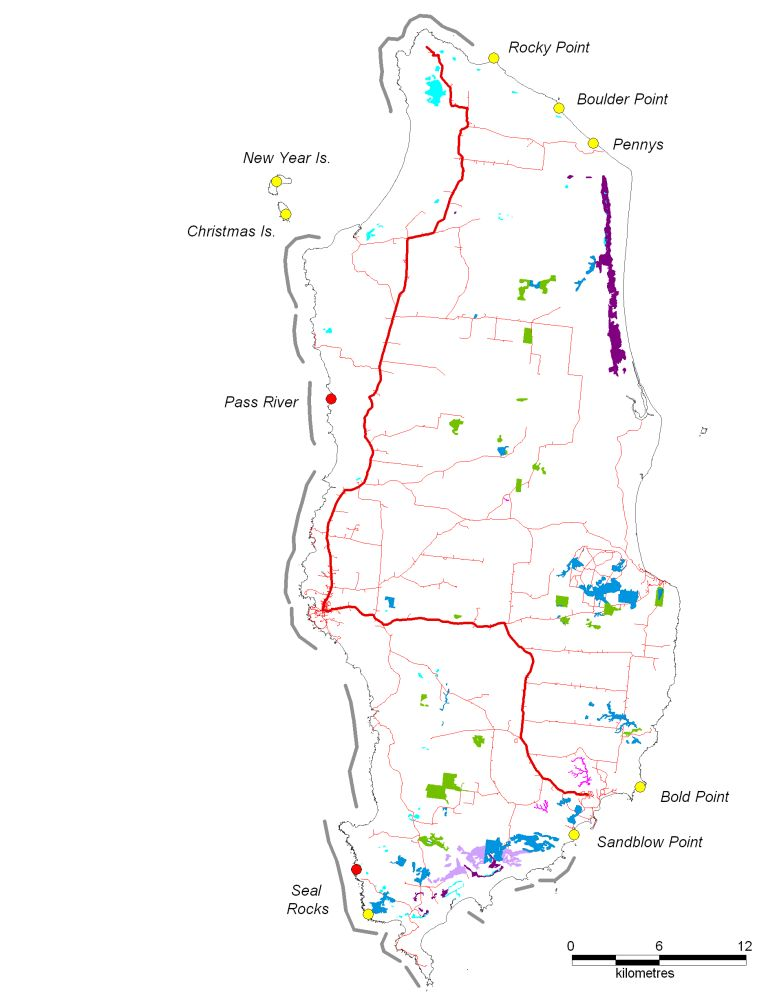 Rocky Point
Boulder Point
Pennys
New Year Is.
Christmas Is.
Pass River
Bold Point
Sandblow Point
Seal
Rocks
0 6 12
kilometres